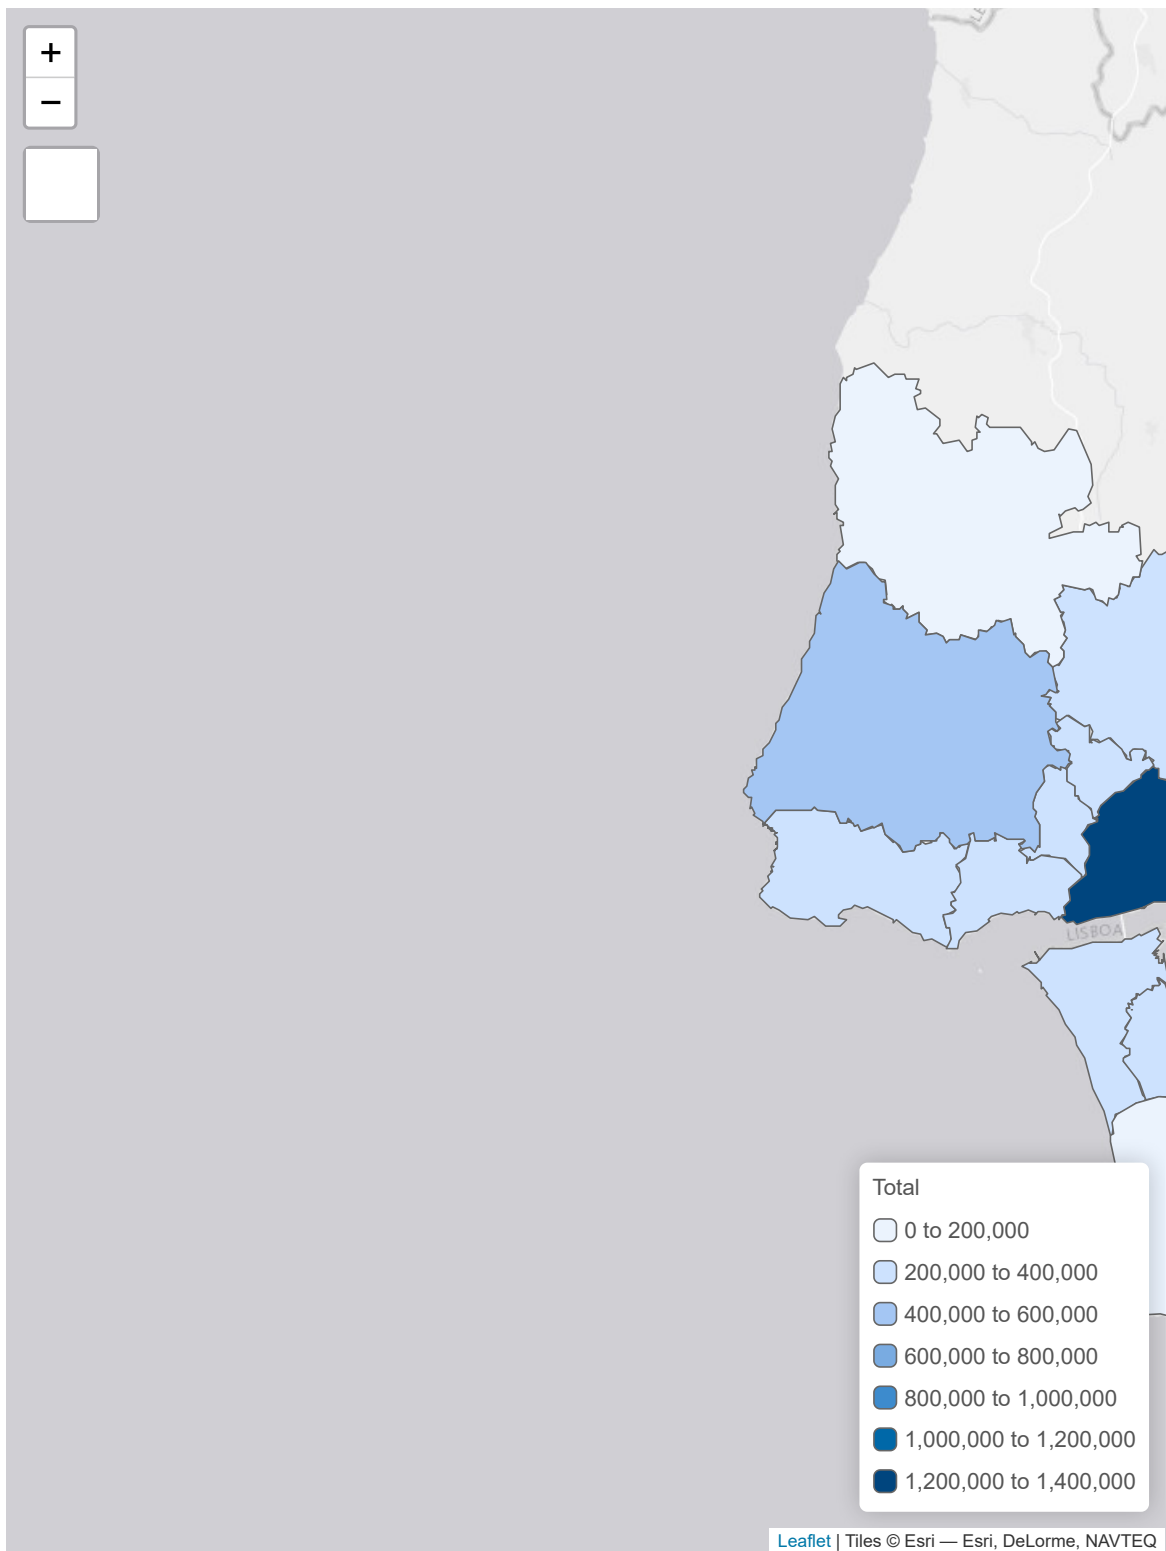 +
−
LISBOA
Total
0 to 200,000
200,000 to 400,000
400,000 to 600,000
600,000 to 800,000
800,000 to 1,000,000
1,000,000 to 1,200,000
1,200,000 to 1,400,000
Leaflet | Tiles © Esri — Esri, DeLorme, NAVTEQ